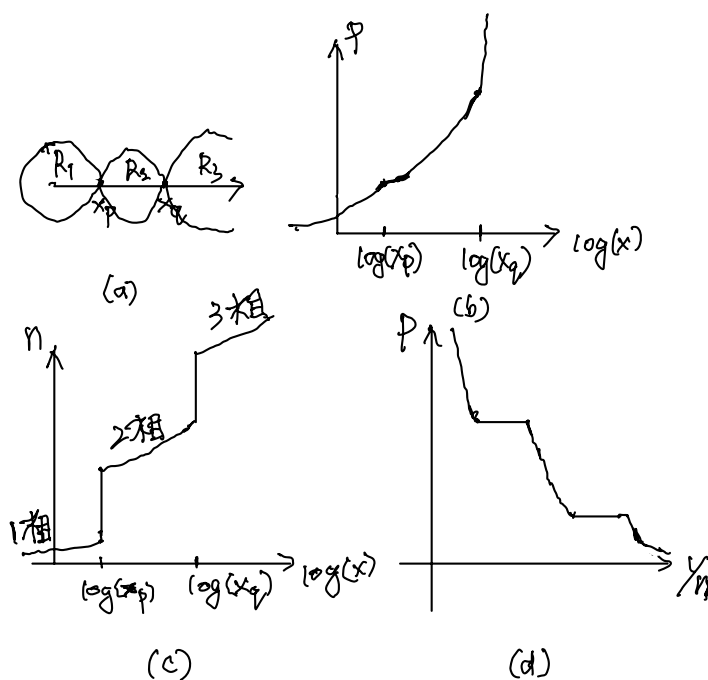 R1 R2 R3
xp xq
(a)
P
log(xp) log(xq) log(x)
(b)
n
1相
2相
3相
log(xp) log(xq) log(x)
(c)
P
1/n
(d)